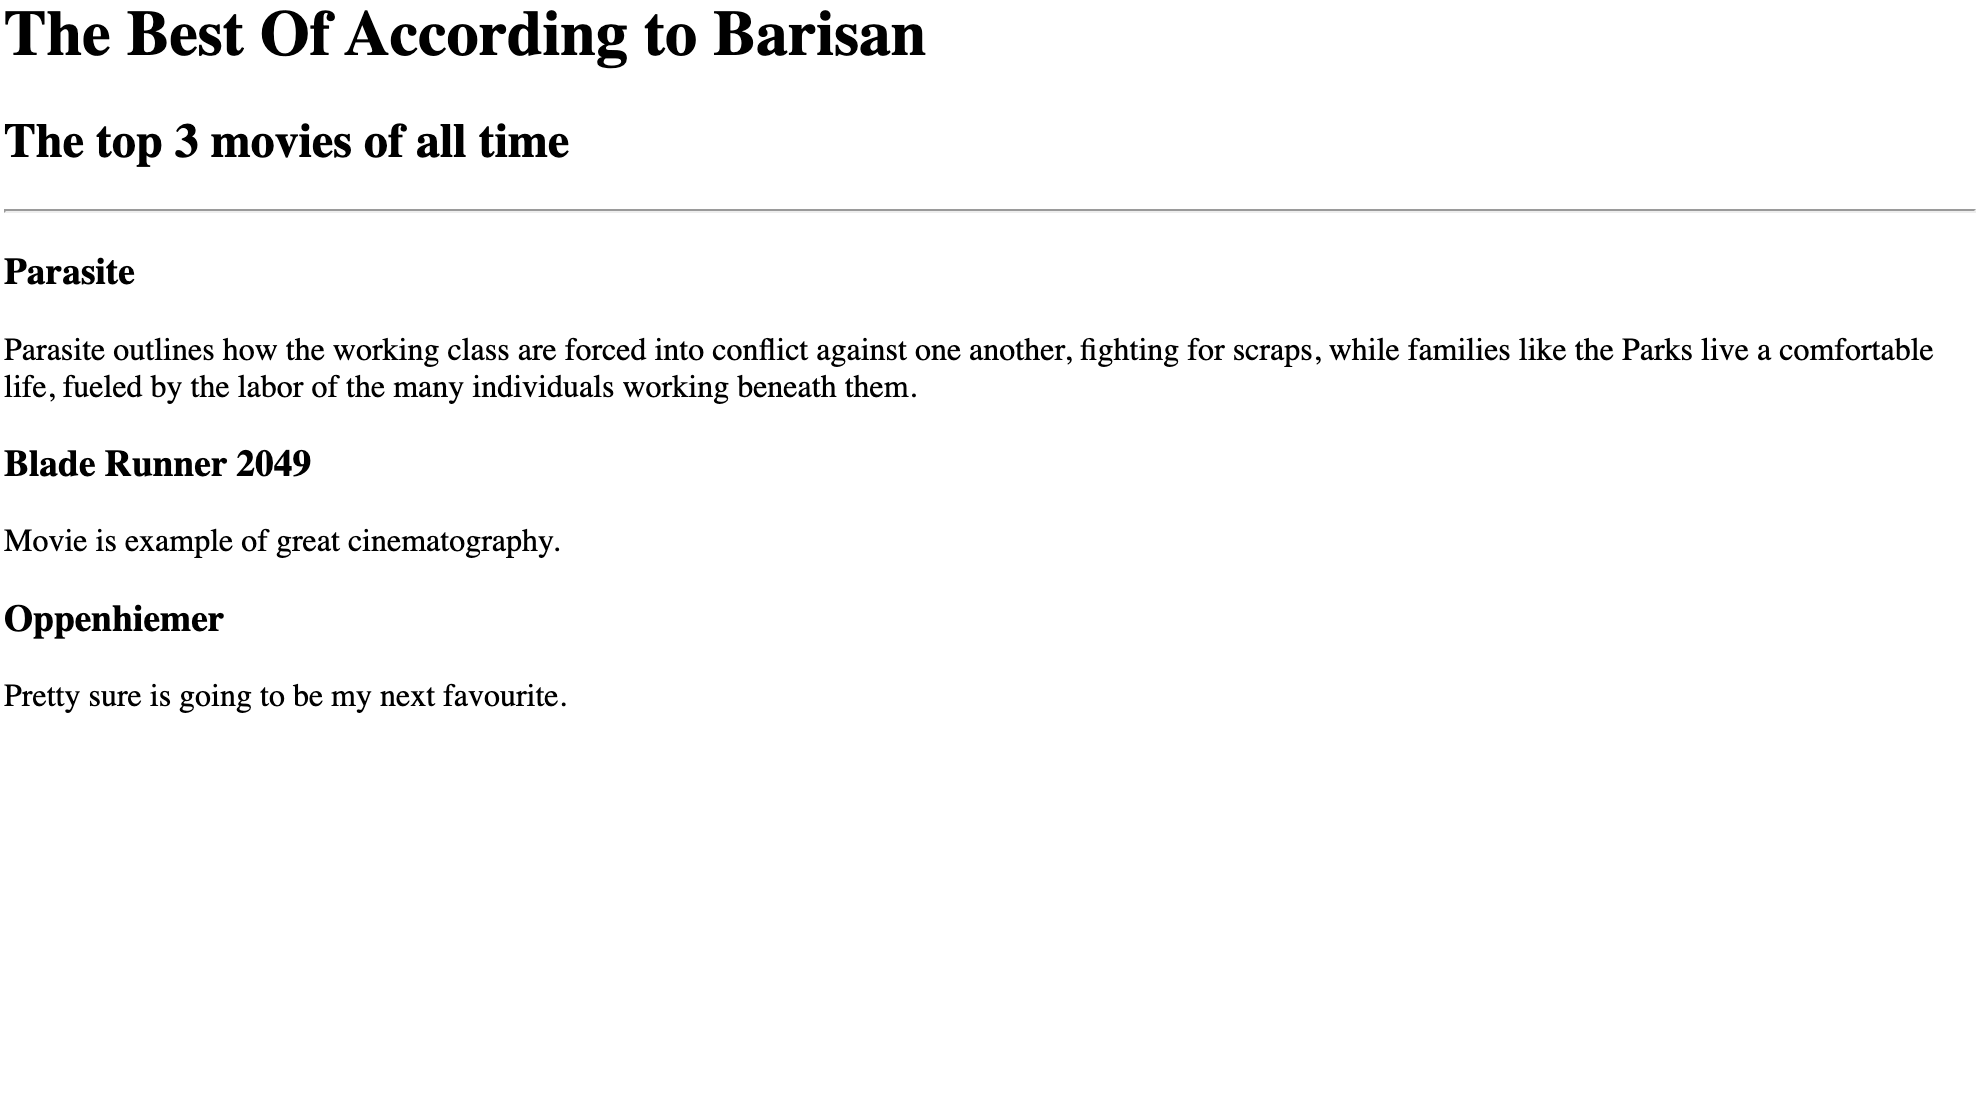 The Best Of According to Barisan
The top 3 movies of all time
Parasite
Parasite outlines how the working class are forced into conflict against one another, fighting for scraps, while families like the Parks live a comfortable
life, fueled by the labor of the many individuals working beneath them.
Blade Runner 2049
Movie is example of great cinematography.
Oppenhiemer
Pretty sure is going to be my next favourite.